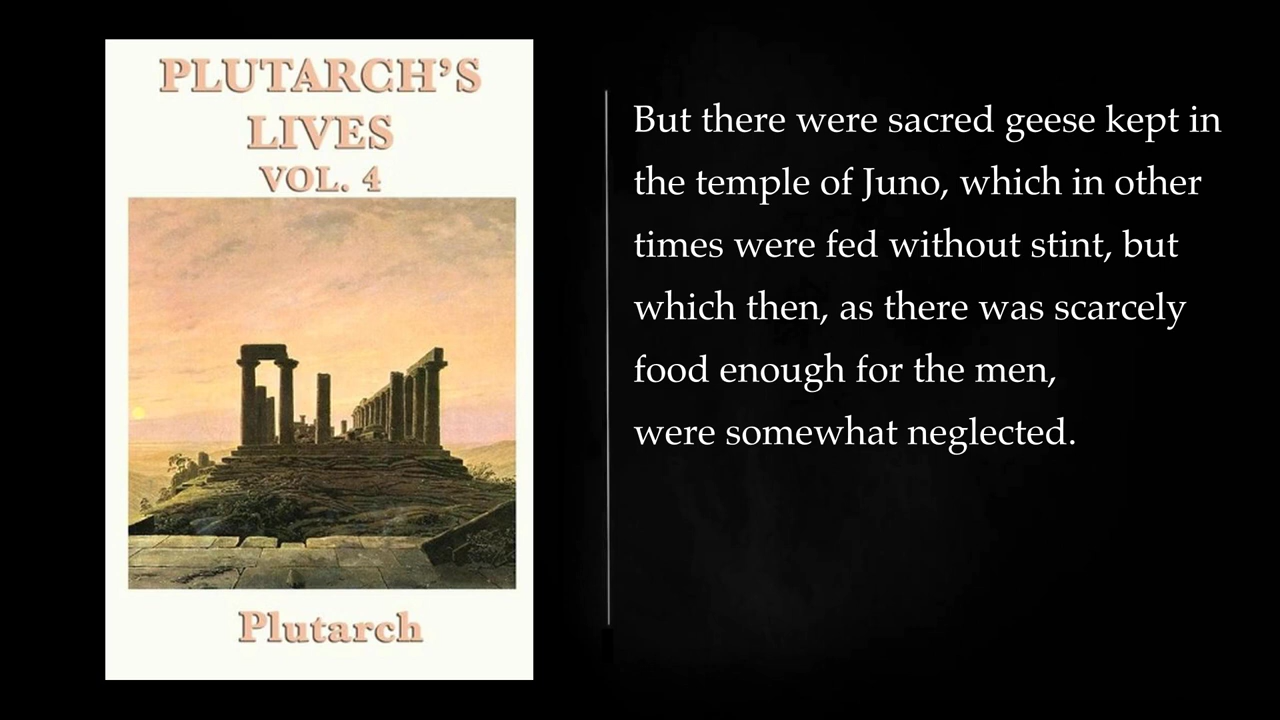 PLUTARCH'S
LIVES
VOL. 4
Plutarch
But there were sacred geese kept in
the temple of Juno, which in other
times were fed without stint, but
which then, as there was scarcely
food enough for the men,
were somewhat neglected.